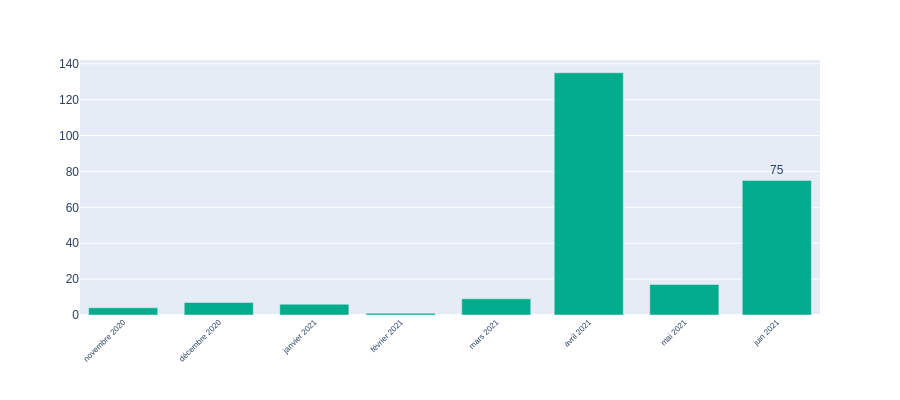 140
120
100
80
60
40
20
0
75
novembre 2020
décembre 2020
janvier 2021
février 2021
mars 2021
avril 2021
mai 2021
juin 2021